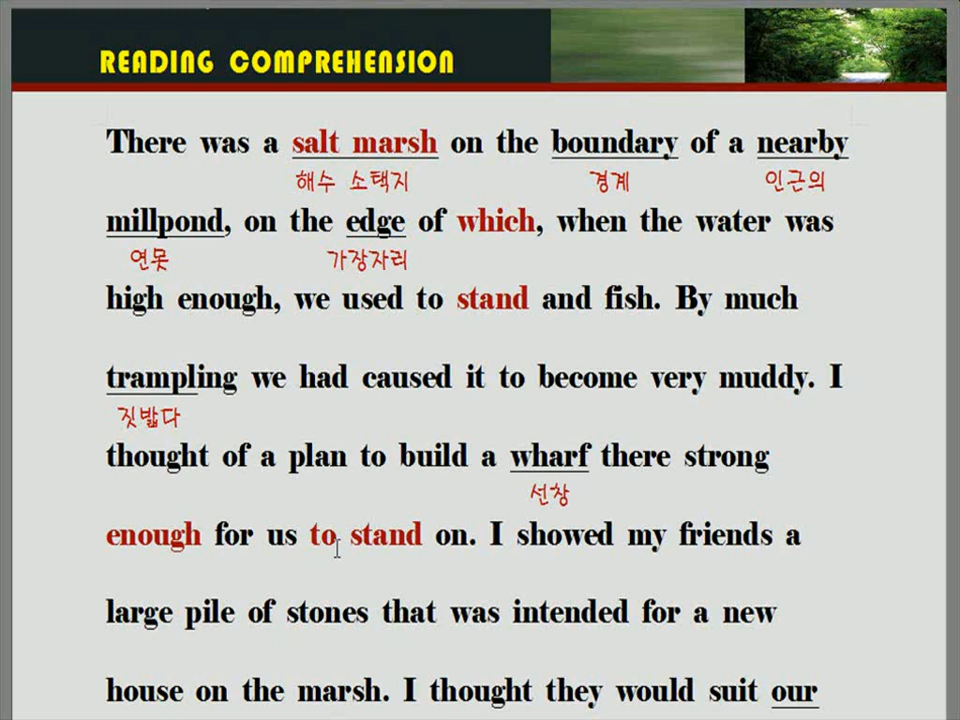 READING COMPREHENSION
There was a salt marsh on the boundary of a nearby
해수 소택지 경계 인근의
millpond, on the edge of which, when the water was
연못 가장자리
high enough, we used to stand and fish. By much
trampling we had caused it to become very muddy. I
짓밟다
thought of a plan to build a wharf there strong
선창
enough for us to stand on. I showed my friends a
large pile of stones that was intended for a new
house on the marsh. I thought they would suit our